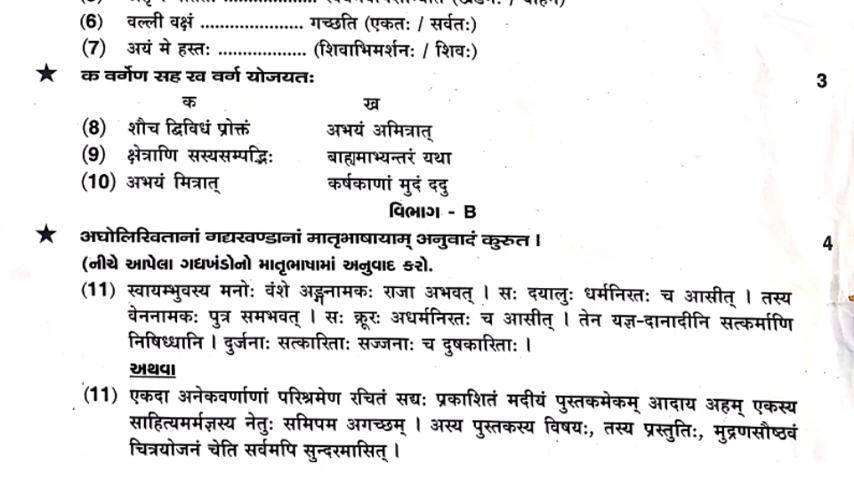 (6) वल्ली वक्षं .................... गच्छति (एकतः / सर्वतः)
(7) अयं मे हस्तः .................. (शिवाभिमर्शनः / शिवः)
★ क वर्गेण सह ख वर्ग योजयतः 3
क ख
(8) शौच द्विविधं प्रोक्तं अभयं अमित्रात्
(9) क्षेत्राणि सस्यसम्पद्भिः बाह्यमाभ्यन्तरं यथा
(10) अभयं मित्रात् कर्षकाणां मुदं ददु
વિભાગ - B
★ अधोलिखितानां गद्यखण्डानां मातृभाषायाम् अनुवादं कुरुत। 4
(નીચે આપેલા ગદ્યખંડોનો માતૃભાષામાં અનુવાદ કરો.
(11) स्वायम्भुवस्य मनोः वंशे अङ्गनामकः राजा अभवत् । सः दयालुः धर्मनिरतः च आसीत् । तस्य
वेननामकः पुत्र समभवत् । सः क्रूरः अधर्मनिरतः च आसीत् । तेन यज्ञ-दानादीनि सत्कर्माणि
निषिध्धानि । दुर्जनाः सत्कारिताः सज्जनाः च दुषकारिताः ।
अथवा
(11) एकदा अनेकवर्णाणां परिश्रमेण रचितं सद्यः प्रकाशितं मदीयं पुस्तकमेकम् आदाय अहम् एकस्य
साहित्यमर्मज्ञस्य नेतुः समिपम अगच्छम् । अस्य पुस्तकस्य विषयः, तस्य प्रस्तुतिः, मुद्रणसौष्ठवं
चित्रयोजनं चेति सर्वमपि सुन्दरमासित् ।